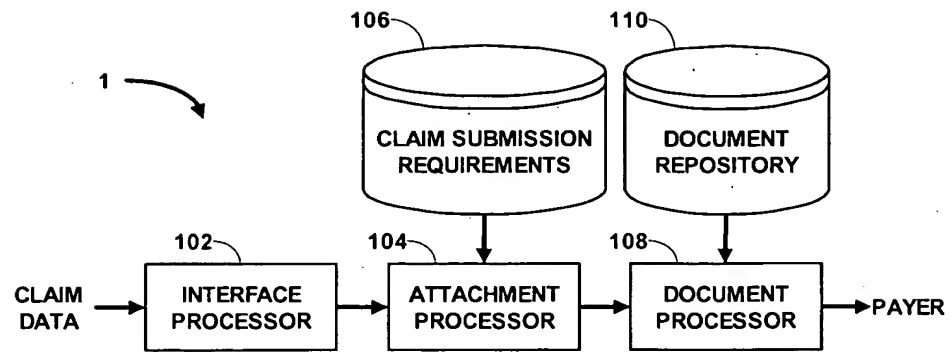 106
110
1
CLAIM SUBMISSION
REQUIREMENTS
DOCUMENT
REPOSITORY
102
104
108
CLAIM
DATA
INTERFACE
PROCESSOR
ATTACHMENT
PROCESSOR
DOCUMENT
PROCESSOR
PAYER